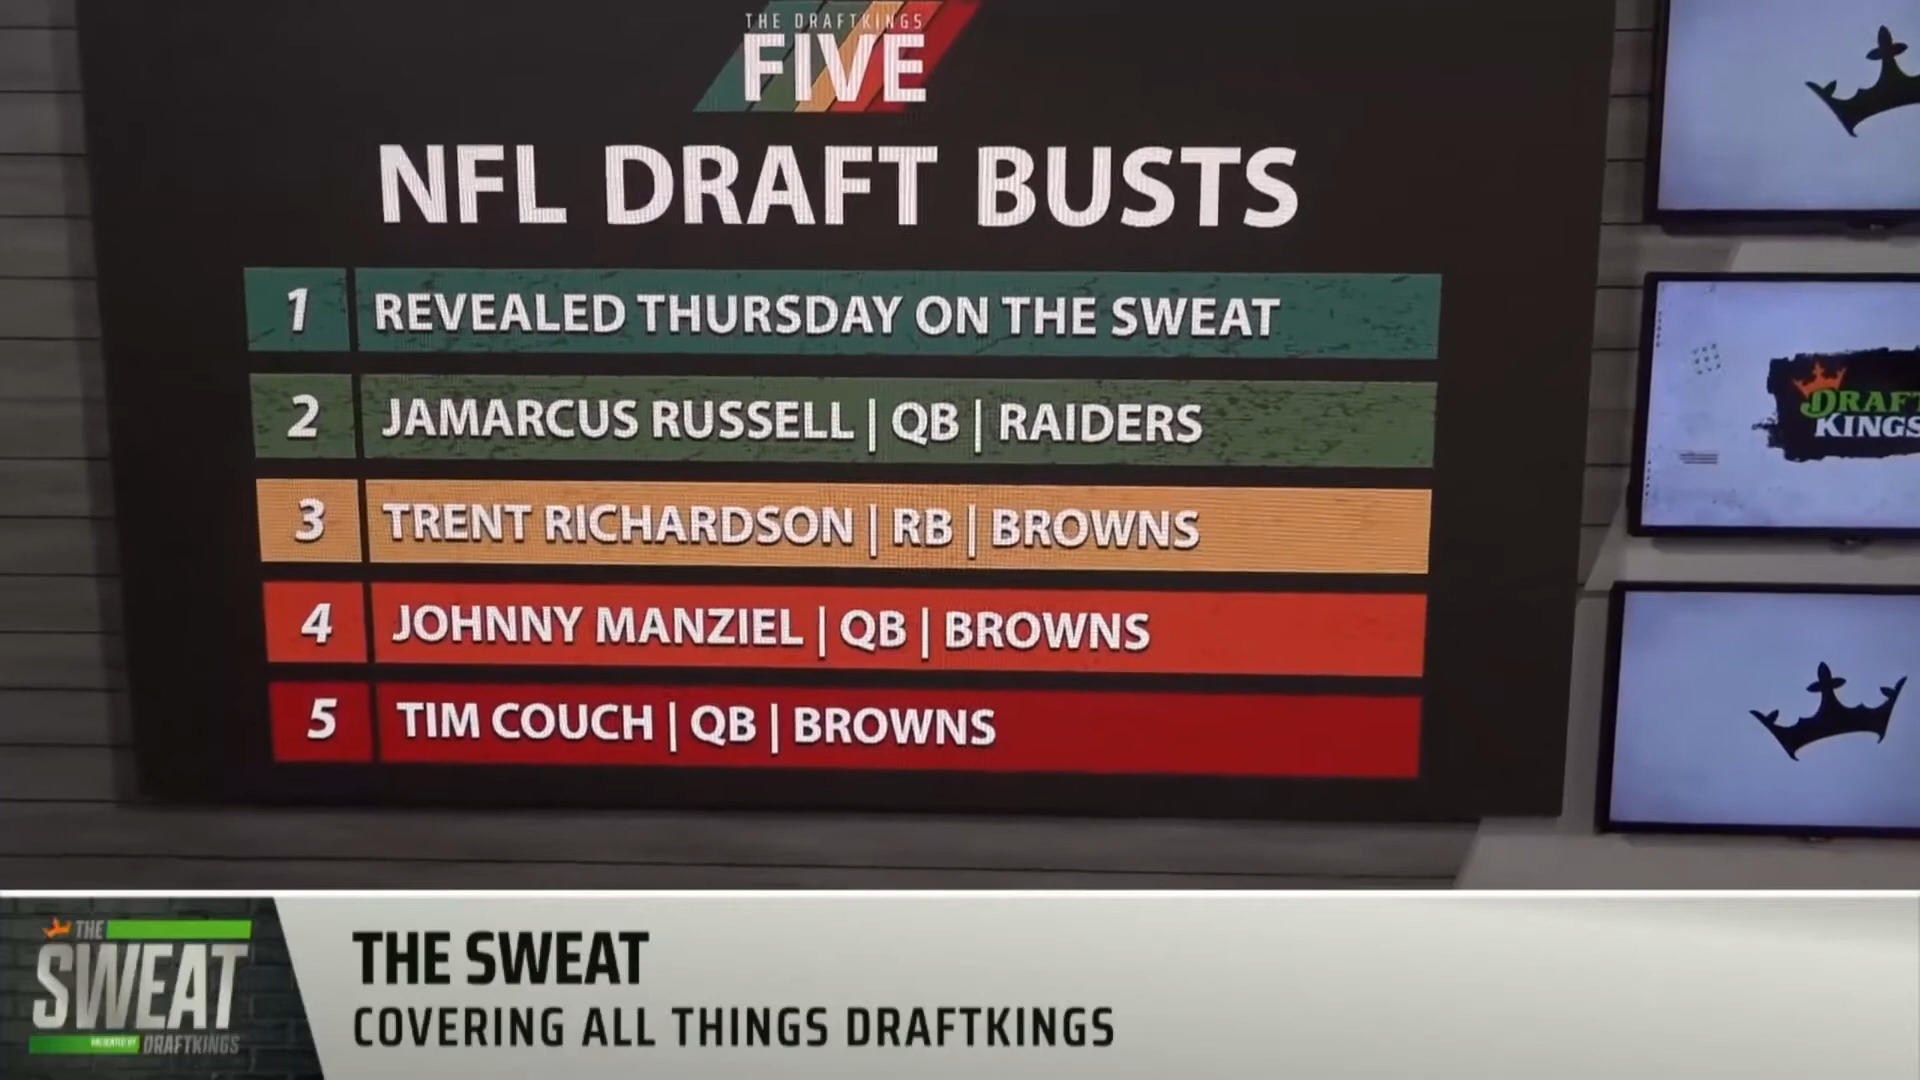 THE DRAFTKINGS
FIVE
NFL DRAFT BUSTS
1 REVEALED THURSDAY ON THE SWEAT
2 JAMARCUS RUSSELL | QB | RAIDERS
3 TRENT RICHARDSON | RB | BROWNS
4 JOHNNY MANZIEL | QB | BROWNS
5 TIM COUCH | QB | BROWNS
DRAFT
KINGS
THE
SWEAT
PRESENTED BY DRAFTKINGS
THE SWEAT
COVERING ALL THINGS DRAFTKINGS